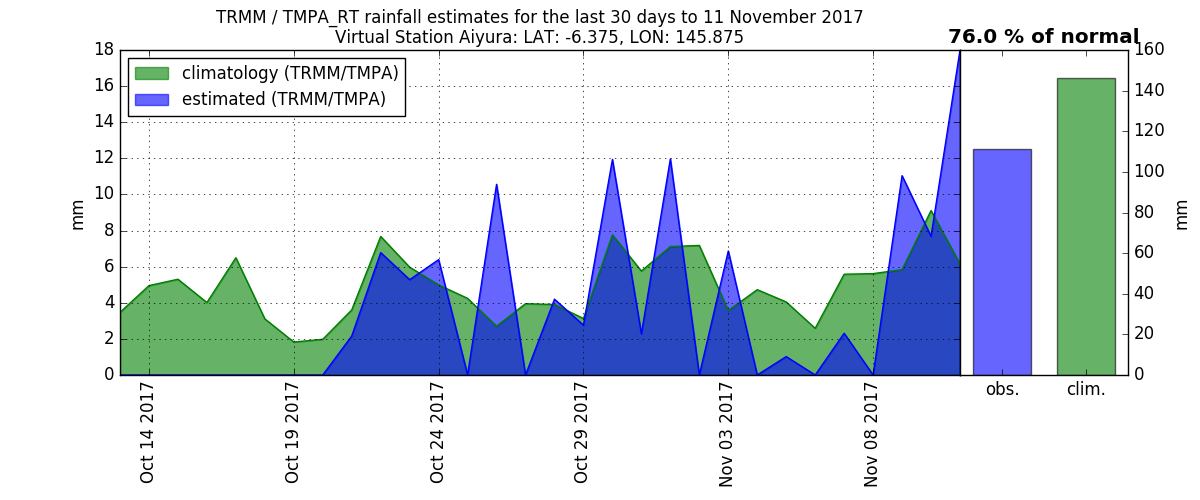 TRMM / TMPA_RT rainfall estimates for the last 30 days to 11 November 2017
Virtual Station Aiyura: LAT: -6.375, LON: 145.875
76.0 % of normal
climatology (TRMM/TMPA)
estimated (TRMM/TMPA)
18
16
14
12
10
8
6
4
2
0
mm
160
140
120
100
80
60
40
20
0
mm
obs.
clim.
Oct 14 2017
Oct 19 2017
Oct 24 2017
Oct 29 2017
Nov 03 2017
Nov 08 2017